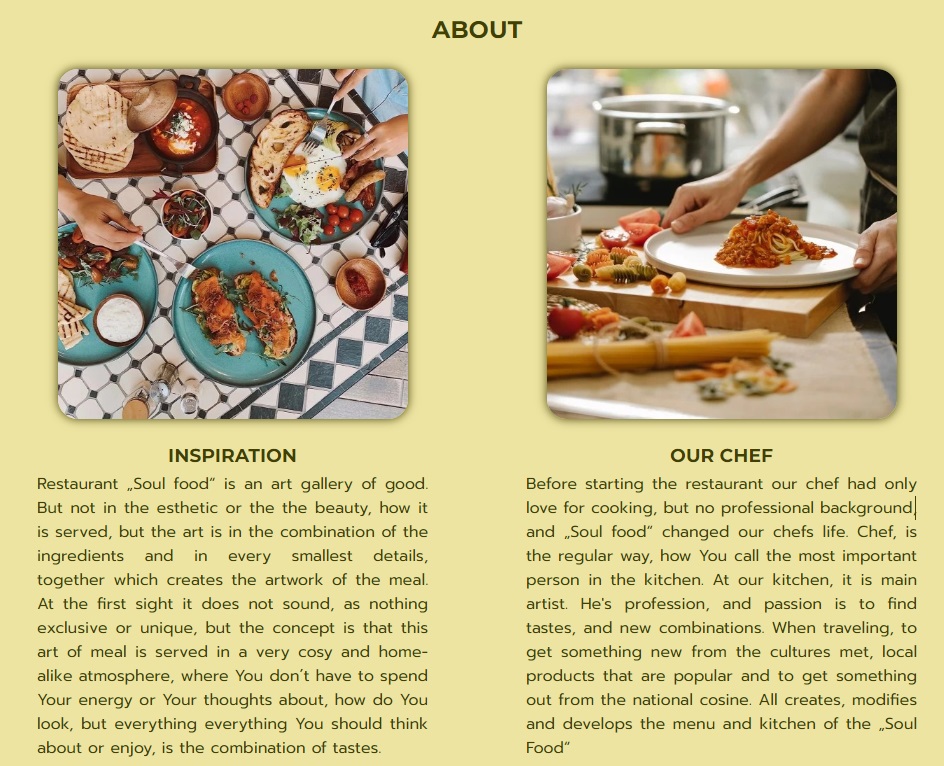 ABOUT
INSPIRATION
Restaurant „Soul food“ is an art gallery of good.
But not in the esthetic or the the beauty, how it
is served, but the art is in the combination of the
ingredients and in every smallest details,
together which creates the artwork of the meal.
At the first sight it does not sound, as nothing
exclusive or unique, but the concept is that this
art of meal is served in a very cosy and home-
alike atmosphere, where You don’t have to spend
Your energy or Your thoughts about, how do You
look, but everything everything You should think
about or enjoy, is the combination of tastes.
OUR CHEF
Before starting the restaurant our chef had only
love for cooking, but no professional background,
and „Soul food“ changed our chefs life. Chef, is
the regular way, how You call the most important
person in the kitchen. At our kitchen, it is main
artist. He's profession, and passion is to find
tastes, and new combinations. When traveling, to
get something new from the cultures met, local
products that are popular and to get something
out from the national cosine. All creates, modifies
and develops the menu and kitchen of the „Soul
Food“